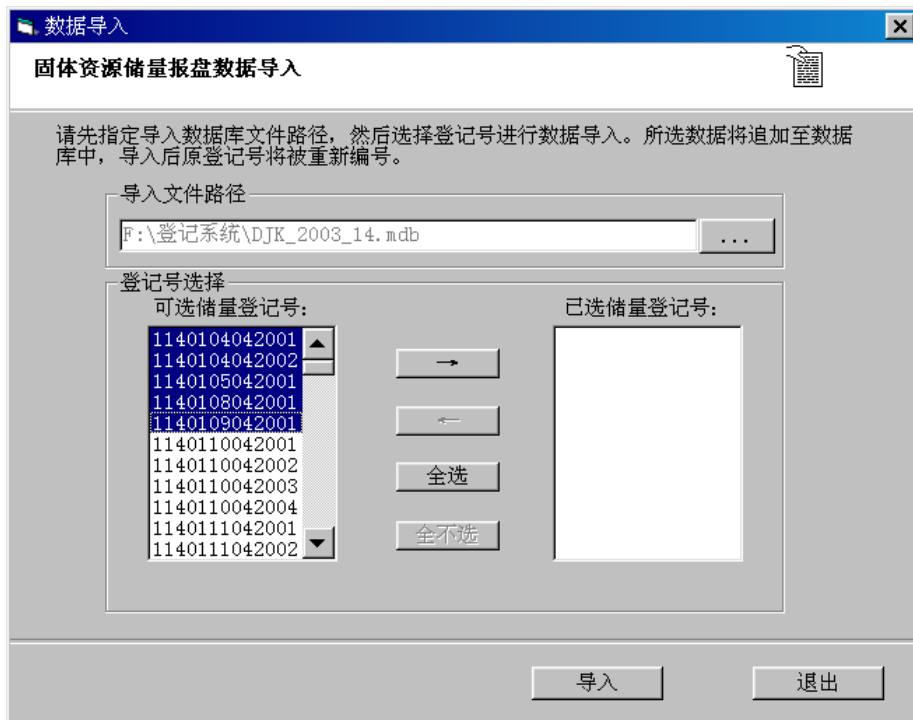 数据导入
固体资源储量报盘数据导入
请先指定导入数据库文件路径，然后选择登记号进行数据导入。所选数据将追加至数据
库中，导入后原登记号将被重新编号。
导入文件路径
F:\登记系统\DJK_2003_14.mdb
...
登记号选择
可选储量登记号:
已选储量登记号:
1140104042001
1140104042002
1140105042001
1140108042001
1140109042001
1140110042001
1140110042002
1140110042003
1140110042004
1140111042001
1140111042002
→
←
全选
全不选
导入
退出